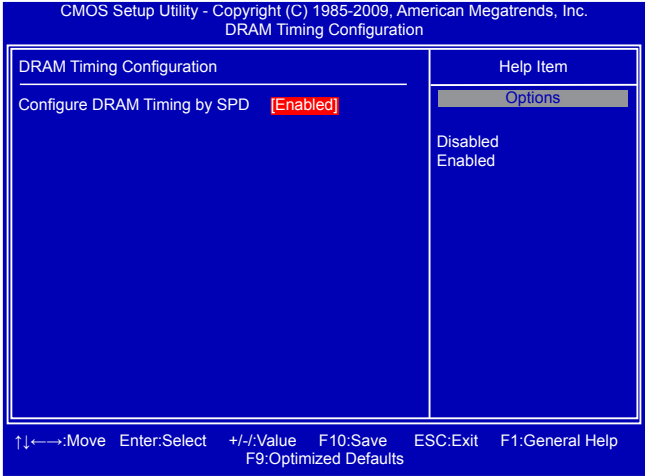 CMOS Setup Utility - Copyright (C) 1985-2009, American Megatrends, Inc.
DRAM Timing Configuration
DRAM Timing Configuration
Configure DRAM Timing by SPD [Enabled]
Help Item
Options
Disabled
Enabled
↑↓←→:Move Enter:Select +/-/:Value F10:Save ESC:Exit F1:General Help
F9:Optimized Defaults